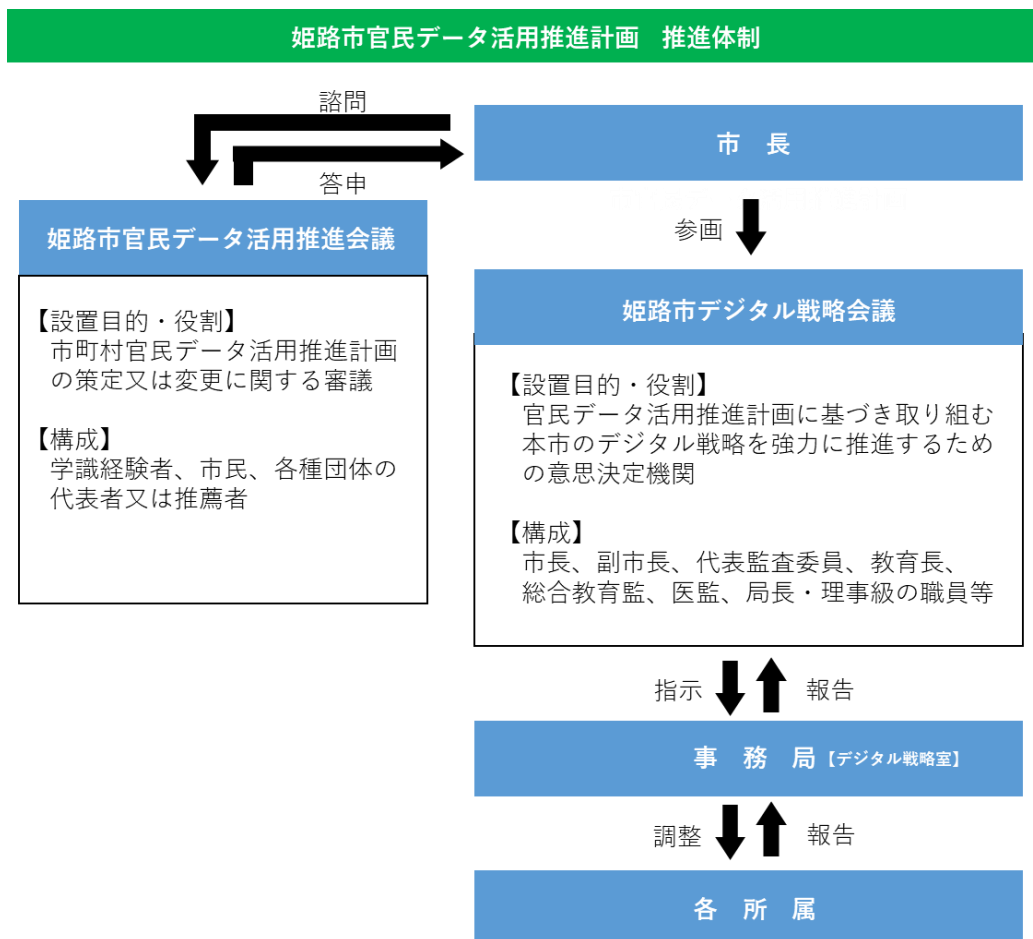 姫路市官民データ活用推進計画　推進体制
諮問
答申
市　長
参画
姫路市官民データ活用推進会議
【設置目的・役割】
市町村官民データ活用推進計画
の策定又は変更に関する審議
【構成】
学識経験者、市民、各種団体の
代表者又は推薦者
姫路市デジタル戦略会議
【設置目的・役割】
官民データ活用推進計画に基づき取り組む
本市のデジタル戦略を強力に推進するため
の意思決定機関
【構成】
市長、副市長、代表監査委員、教育長、
総合教育監、医監、局長・理事級の職員等
指示
報告
事　務　局【デジタル戦略室】
調整
報告
各　所　属